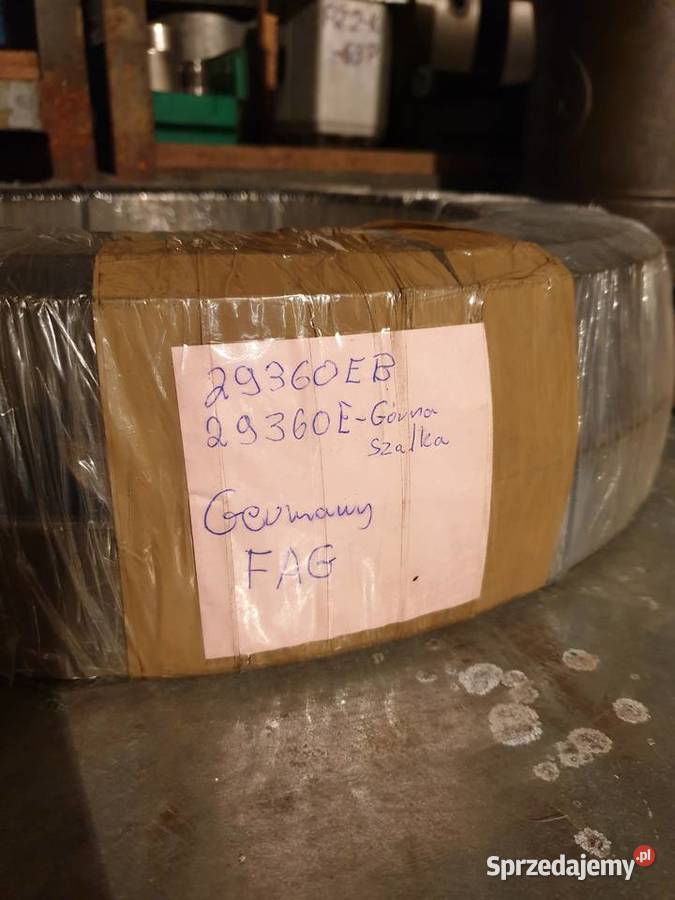 29360EB
29360E-Górna
szalka
Germany
FAG
Sprzedajemy.pl